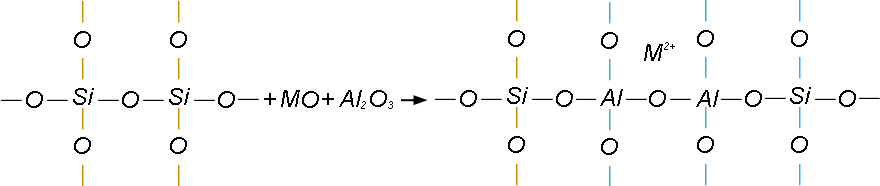 O O O O M²⁺ O O
—O—Si—O—Si—O—+MO+Al₂O₃→—O—Si—O—Al—O—Al—O—Si—O—
O O O O O O